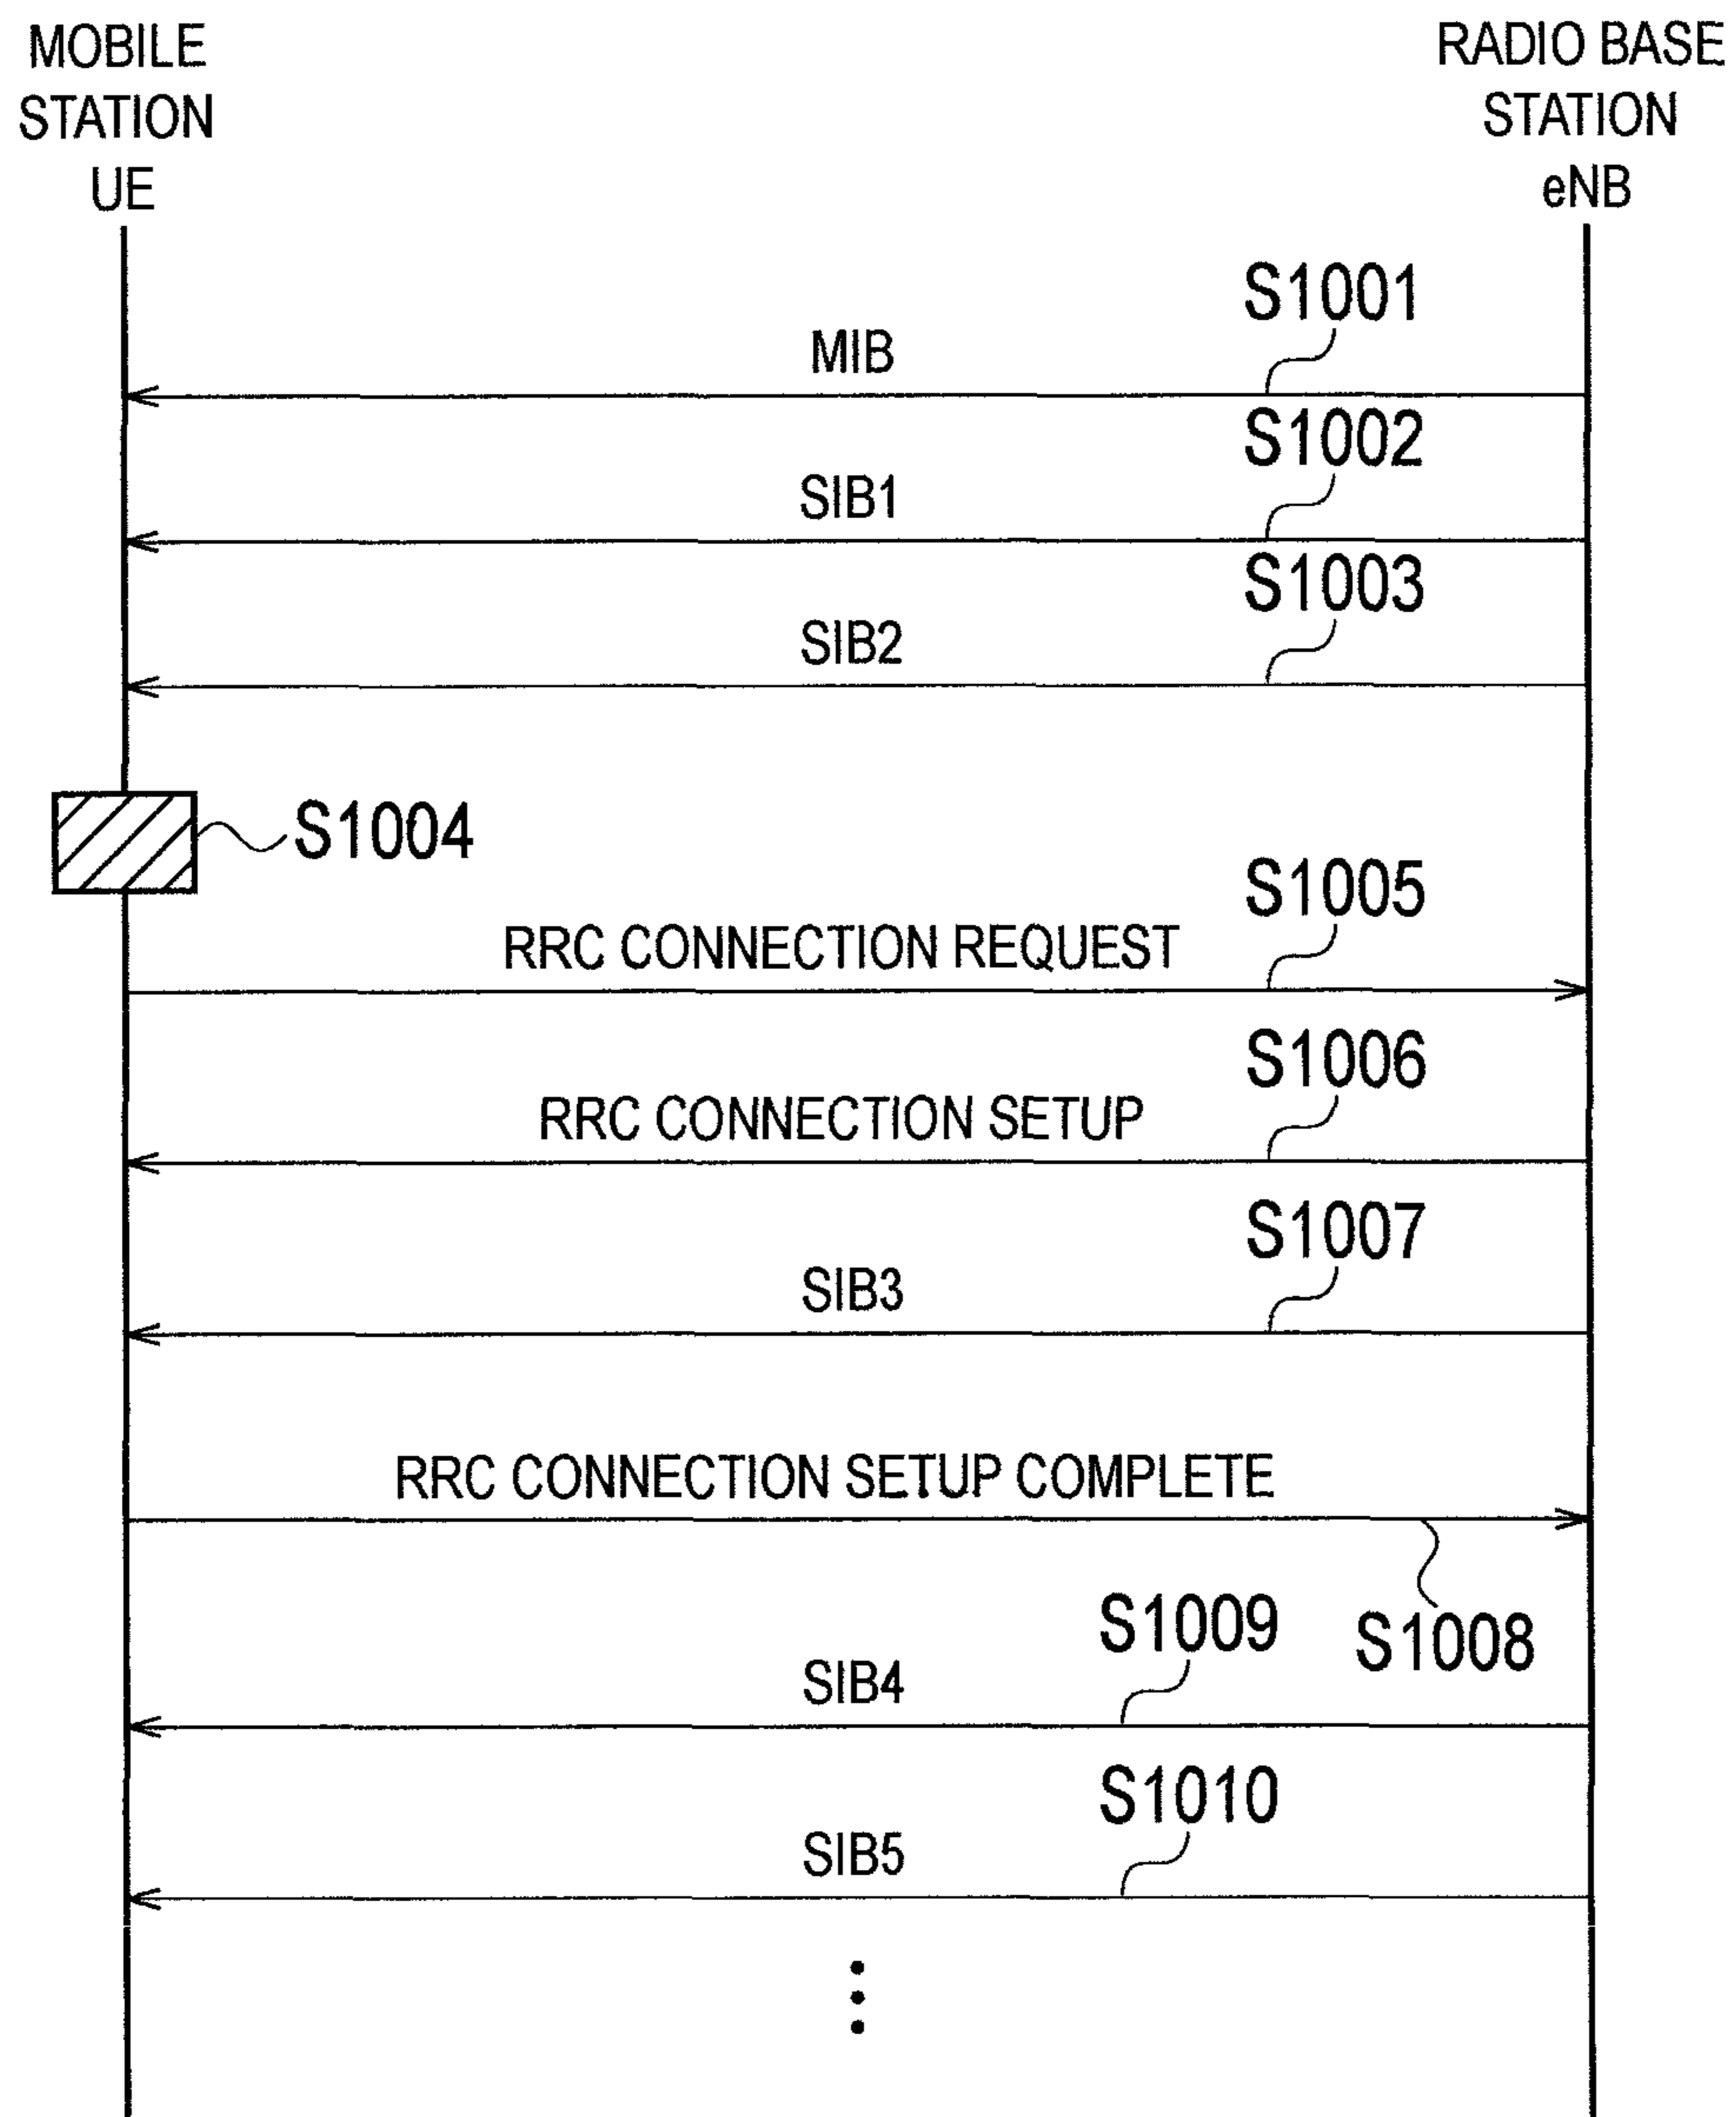 MOBILE
STATION
UE
RADIO BASE
STATION
eNB
S1001
MIB
S1002
SIB1
S1003
SIB2
S1004
S1005
RRC CONNECTION REQUEST
S1006
RRC CONNECTION SETUP
S1007
SIB3
RRC CONNECTION SETUP COMPLETE
S1008
S1009
SIB4
S1010
SIB5